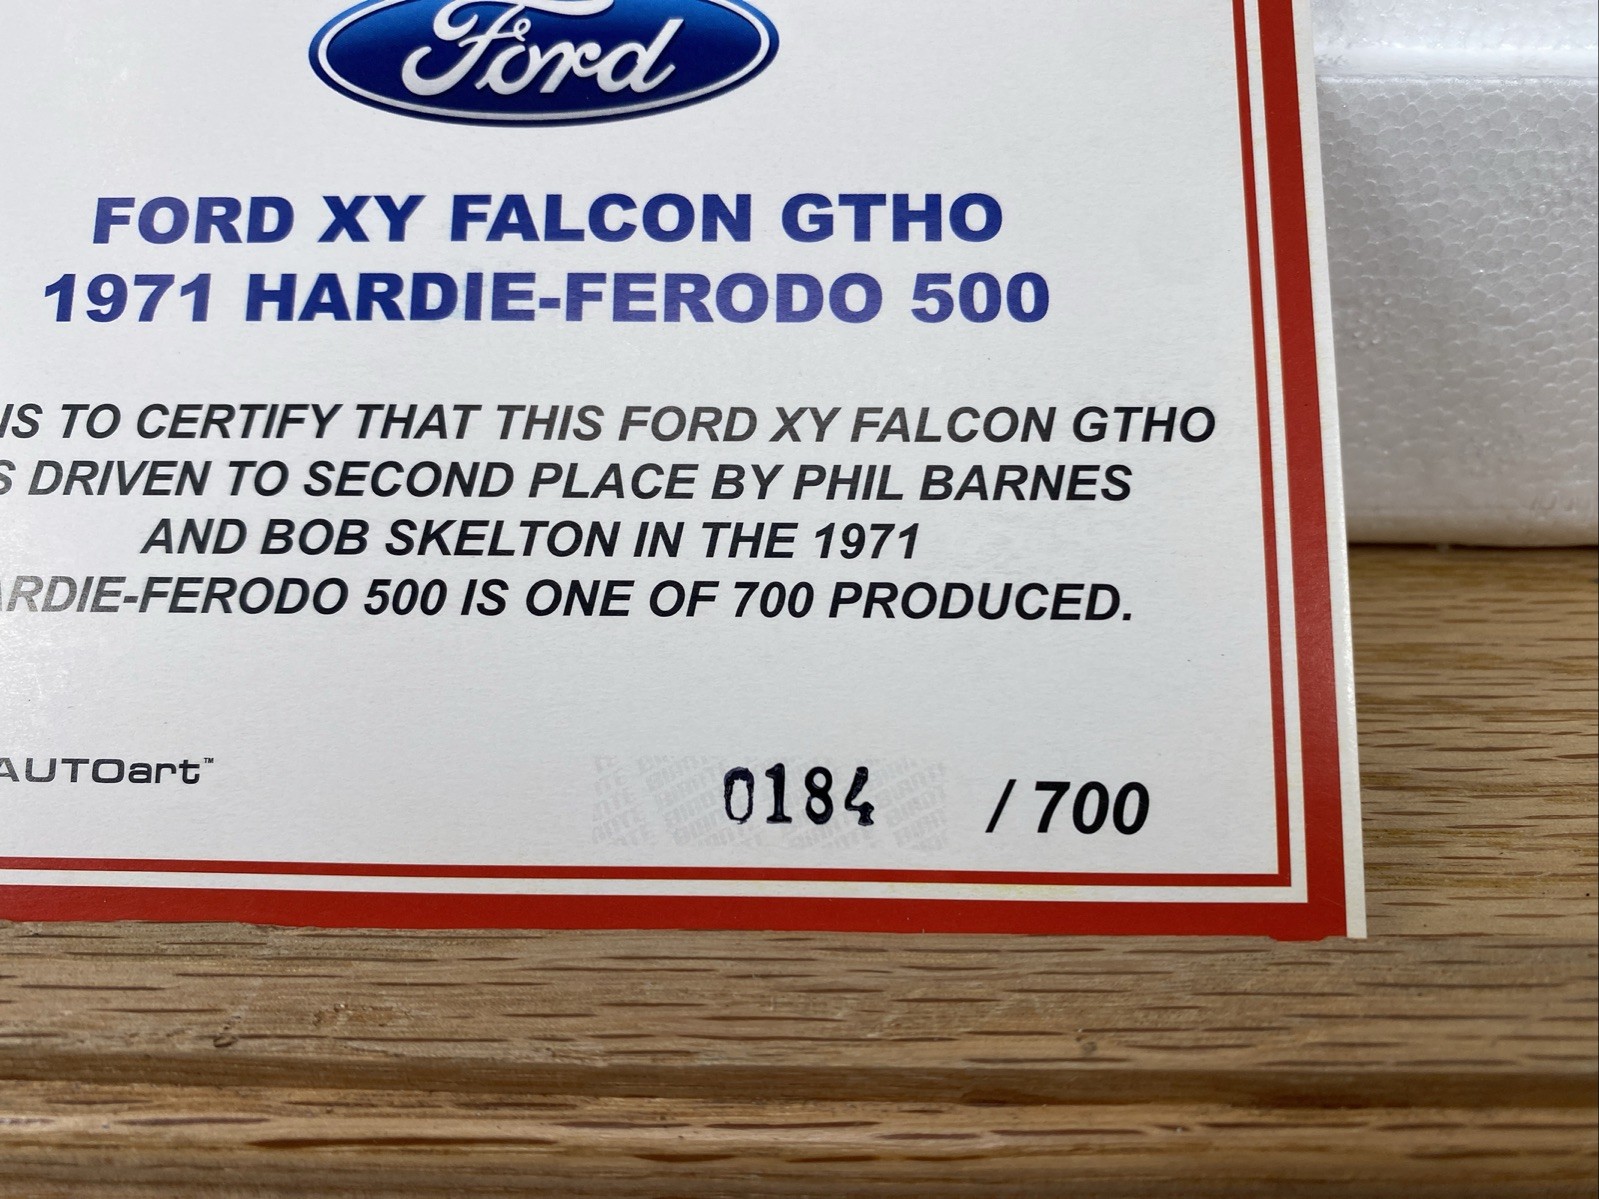 Ford
FORD XY FALCON GTHO
1971 HARDIE-FERODO 500
IS TO CERTIFY THAT THIS FORD XY FALCON GTHO
S DRIVEN TO SECOND PLACE BY PHIL BARNES
AND BOB SKELTON IN THE 1971
ARDIE-FERODO 500 IS ONE OF 700 PRODUCED.
AUTOart™
0184 / 700